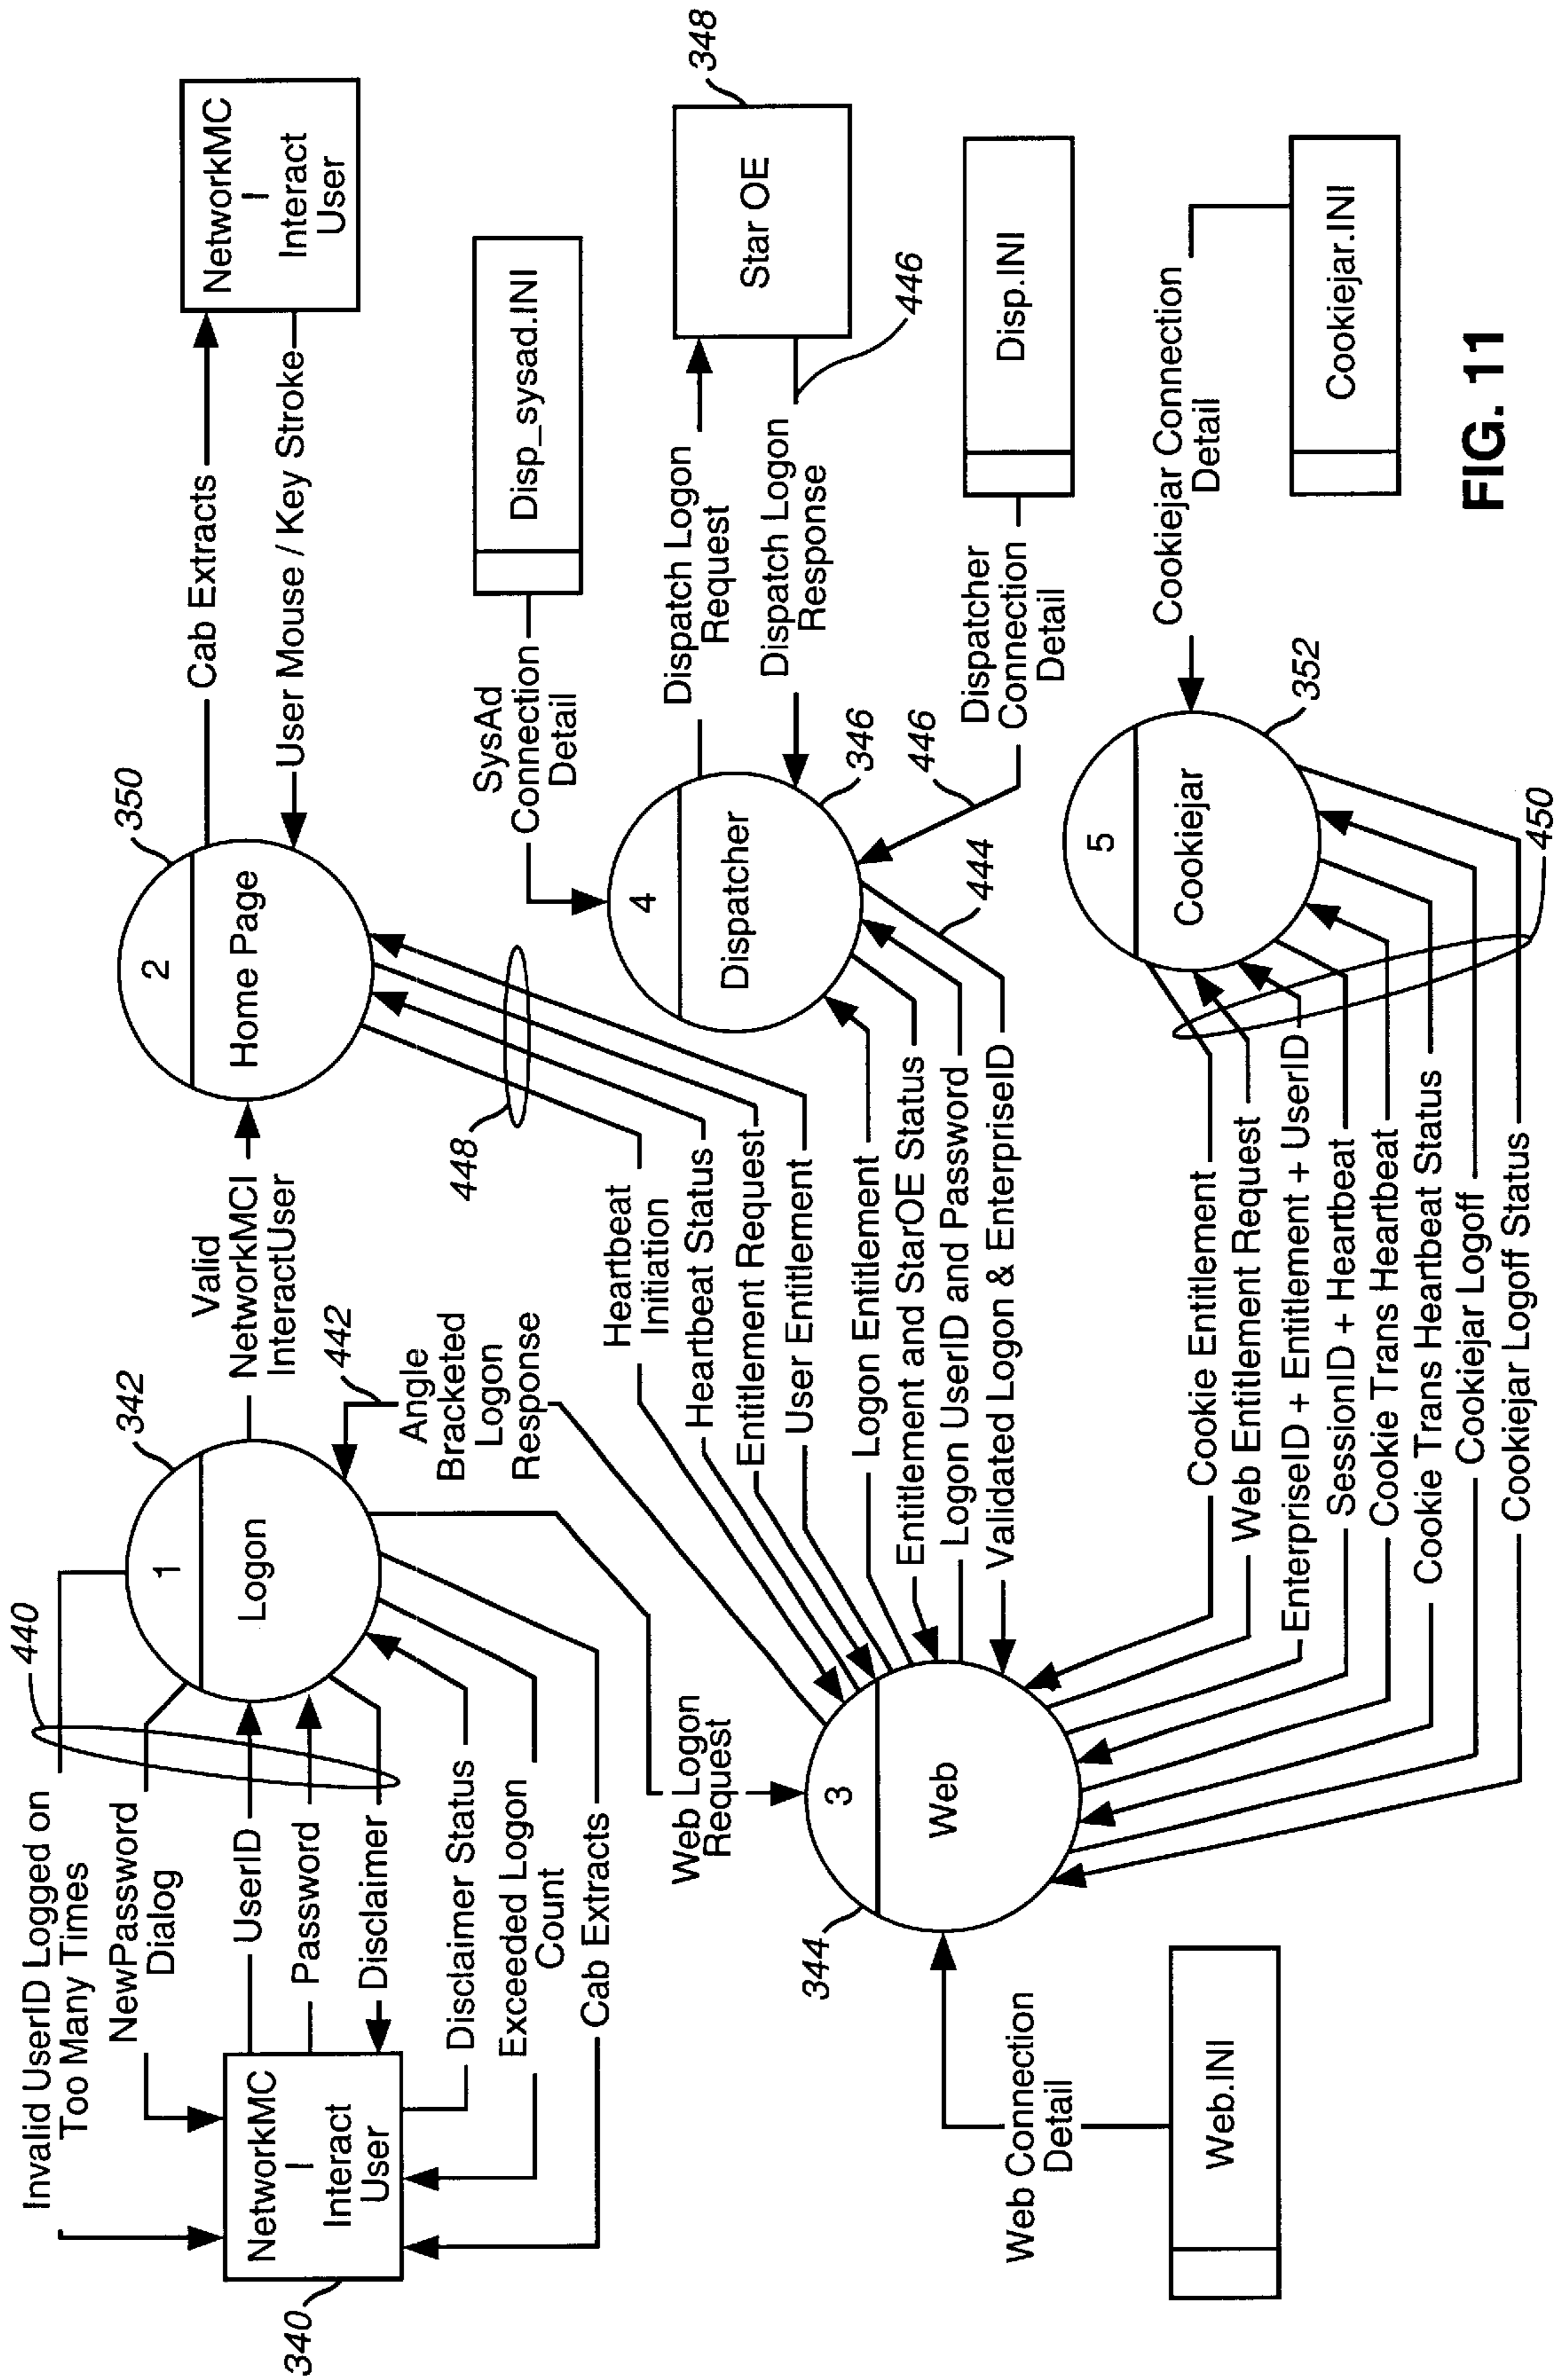 Invalid UserID Logged on
Too Many Times
440
NewPassword
Dialog
UserID
Password
Disclaimer
Disclaimer Status
Exceeded Logon
Count
Cab Extracts
NetworkMC
I
Interact
User
340
1
Logon
342
Valid
NetworkMCI
InteractUser
442
Angle
Bracketed
Logon
Response
Web Logon
Request
2
Home Page
350
Cab Extracts
User Mouse / Key Stroke
NetworkMC
I
Interact
User
448
Heartbeat
Initiation
Heartbeat Status
Entitlement Request
User Entitlement
SysAd
Connection
Detail
Disp_sysad.INI
4
Dispatcher
346
Dispatch Logon
Request
Dispatch Logon
Response
446
Star OE
348
Logon Entitlement
Entitlement and StarOE Status
Logon UserID and Password
Validated Logon & EnterpriseID
444
446
Dispatcher
Connection
Detail
Disp.INI
3
Web
344
Web Connection
Detail
Web.INI
Cookie Entitlement
Web Entitlement Request
EnterpriseID + Entitlement + UserID
SessionID + Heartbeat
Cookie Trans Heartbeat
Cookie Trans Heartbeat Status
Cookiejar Logoff
Cookiejar Logoff Status
450
5
Cookiejar
352
Cookiejar Connection
Detail
Cookiejar.INI
FIG. 11